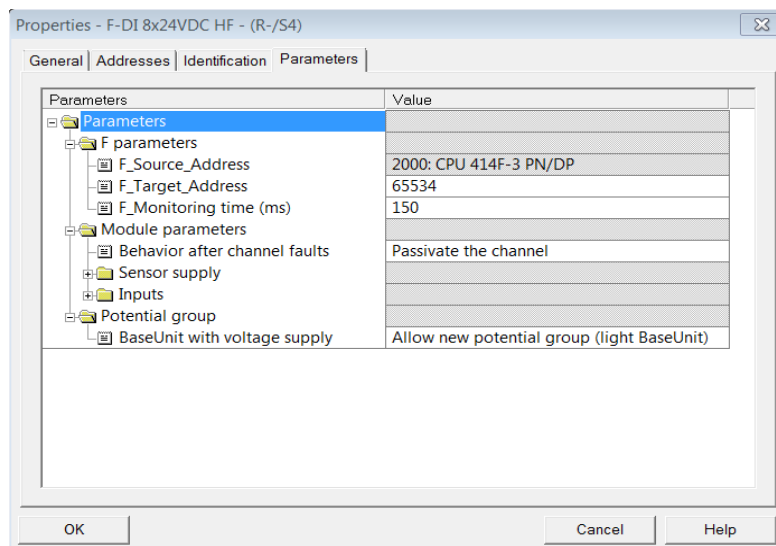 Properties - F-DI 8x24VDC HF - (R-/S4)
General Addresses Identification Parameters
Parameters Value
Parameters
F parameters
F_Source_Address 2000: CPU 414F-3 PN/DP
F_Target_Address 65534
F_Monitoring time (ms) 150
Module parameters
Behavior after channel faults Passivate the channel
Sensor supply
Inputs
Potential group
BaseUnit with voltage supply Allow new potential group (light BaseUnit)
OK Cancel Help